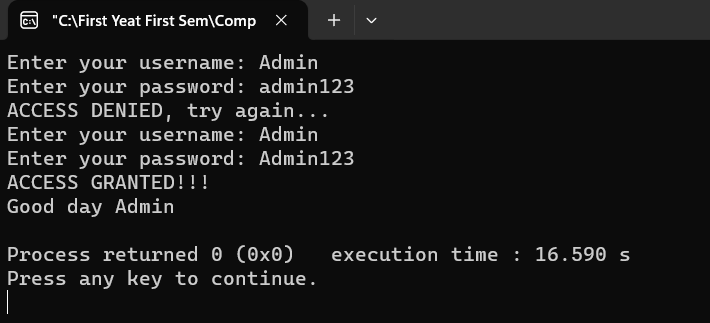 "C:\First Yeat First Sem\Comp
Enter your username: Admin
Enter your password: admin123
ACCESS DENIED, try again...
Enter your username: Admin
Enter your password: Admin123
ACCESS GRANTED!!!
Good day Admin
Process returned 0 (0x0)   execution time : 16.590 s
Press any key to continue.